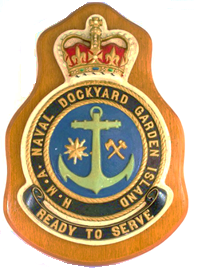 H.M.A NAVAL DOCKYARD GARDEN ISLAND
READY TO SERVE